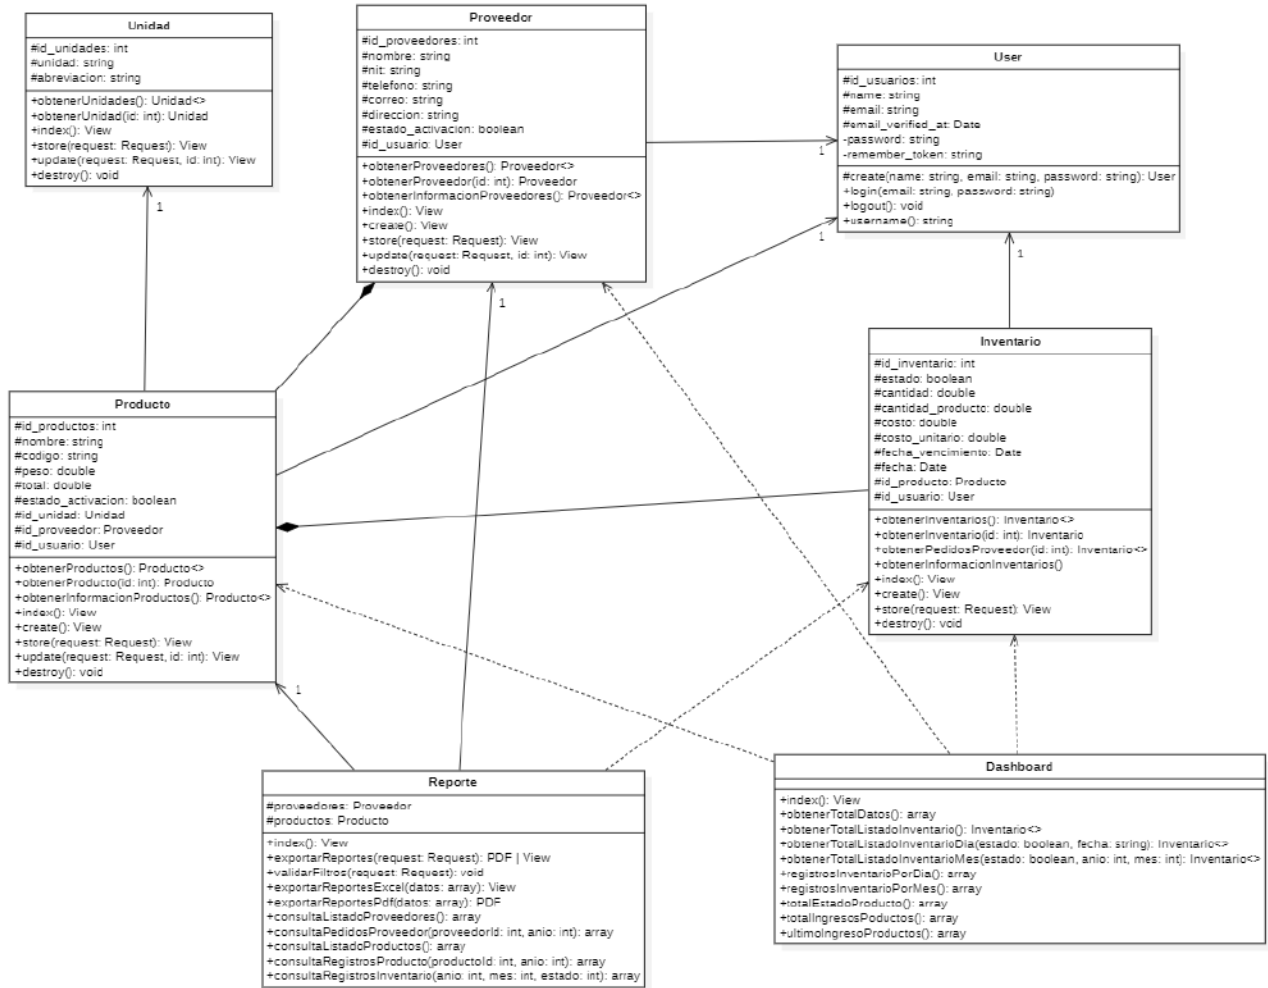 Unidad
#id_unidades: int
#unidad: string
#abreviacion: string
+obtenerUnidades(): Unidad<>
+obtenerUnidad(id: int): Unidad
+index(): View
+store(request: Request): View
+update(request: Request, id: int): View
+destroy(): void
1
Proveedor
#id_proveedores: int
#nombre: string
#nit: string
#telefono: string
#correo: string
#direccion: string
#estado_activacion: boolean
#id_usuario: User
+obtenerProveedores(): Proveedor<>
+obtenerProveedor(id: int): Proveedor
+obtenerInformacionProveedores(): Proveedor<>
+index(): View
+create(): View
+store(request: Request): View
+update(request: Request, id: int): View
+destroy(): void
1
1
User
#id_usuarios: int
#name: string
#email: string
#email_verified_at: Date
-password: string
-remember_token: string
#create(name: string, email: string, password: string): User
+login(email: string, password: string)
+logout(): void
+username(): string
1
1
Producto
#id_productos: int
#nombre: string
#codigo: string
#peso: double
#total: double
#estado_activacion: boolean
#id_unidad: Unidad
#id_proveedor: Proveedor
#id_usuario: User
+obtenerProductos(): Producto<>
+obtenerProducto(id: int): Producto
+obtenerInformacionProductos(): Producto<>
+index(): View
+create(): View
+store(request: Request): View
+update(request: Request, id: int): View
+destroy(): void
1
Inventario
#id_inventario: int
#estado: boolean
#cantidad: double
#cantidad_producto: double
#costo: double
#costo_unitario: double
#fecha_vencimiento: Date
#fecha: Date
#id_producto: Producto
#id_usuario: User
+obtenerInventarios(): Inventario<>
+obtenerInventario(id: int): Inventario
+obtenerPedidosProveedor(id: int): Inventario<>
+obtenerInformacionInventarios()
+index(): View
+create(): View
+store(request: Request): View
+destroy(): void
Reporte
#proveedores: Proveedor
#productos: Producto
+index(): View
+exportarReportes(request: Request): PDF | View
+validarFiltros(request: Request): void
+exportarReportesExcel(datos: array): View
+exportarReportesPdf(datos: array): PDF
+consultaListadoProveedores(): array
+consultaPedidosProveedor(proveedorId: int, anio: int): array
+consultaListadoProductos(): array
+consultaRegistrosProducto(productoId: int, anio: int): array
+consultaRegistrosInventario(anio: int, mes: int, estado: int): array
Dashboard
+index(): View
+obtenerTotalDatos(): array
+obtenerTotalListadoInventario(): Inventario<>
+obtenerTotalListadoInventarioDia(estado: boolean, fecha: string): Inventario<>
+obtenerTotalListadoInventarioMes(estado: boolean, anio: int, mes: int): Inventario<>
+registrosInventarioPorDia(): array
+registrosInventarioPorMes(): array
+totalEstadoProducto(): array
+totalIngresosPoductos(): array
+ultimoIngresoProductos(): array